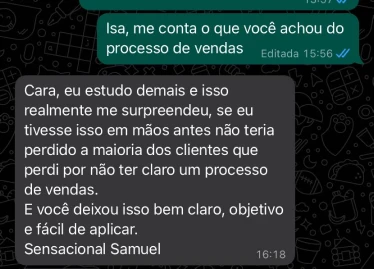 Isa, me conta o que você achou do
processo de vendas
Editada 15:56
Cara, eu estudo demais e isso
realmente me surpreendeu, se eu
tivesse isso em mãos antes não teria
perdido a maioria dos clientes que
perdi por não ter claro um processo
de vendas.
E você deixou isso bem claro, objetivo
e fácil de aplicar.
Sensacional Samuel
16:18